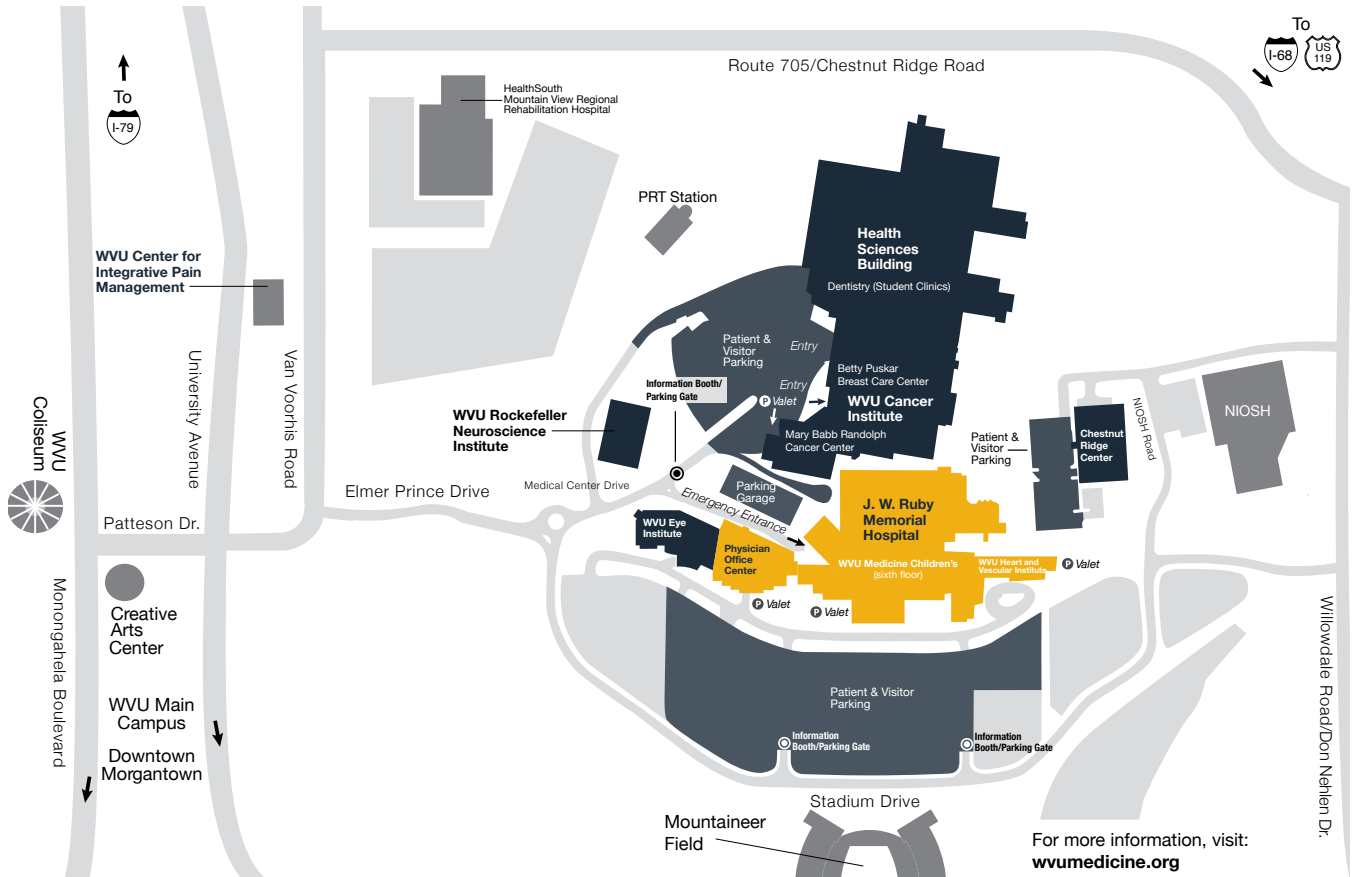 To
I-68
US
119
Route 705/Chestnut Ridge Road
To
I-79
HealthSouth
Mountain View Regional
Rehabilitation Hospital
PRT Station
WVU Center for
Integrative Pain
Management
Health
Sciences
Building
Dentistry (Student Clinics)
Patient &
Visitor
Parking
Entry
Entry
P Valet
Betty Puskar
Breast Care Center
WVU Cancer
Institute
Mary Babb Randolph
Cancer Center
Information Booth/
Parking Gate
WVU Rockefeller
Neuroscience
Institute
University Avenue
Van Voorhis Road
WVU
Coliseum
Patient &
Visitor
Parking
Chestnut
Ridge
Center
NIOSH Road
NIOSH
Elmer Prince Drive
Medical Center Drive
Parking
Garage
Emergency Entrance
J. W. Ruby
Memorial
Hospital
Patteson Dr.
WVU Eye
Institute
Physician
Office
Center
WVU Medicine Children's
(sixth floor)
WVU Heart and
Vascular Institute
P Valet
P Valet
P Valet
Creative
Arts
Center
Monongahela Boulevard
Willowdale Road/Don Nehlen Dr.
WVU Main
Campus
Downtown
Morgantown
Patient & Visitor
Parking
Information
Booth/Parking Gate
Information
Booth/Parking Gate
Stadium Drive
Mountaineer
Field
For more information, visit:
wvumedicine.org